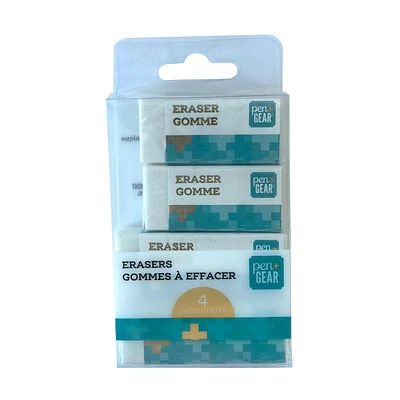 ERASER
GOMME
pen+
GEAR
ERASER
GOMME
pen+
GEAR
ERASER
ERASERS
GOMMES À EFFACER
pen+
GEAR
4